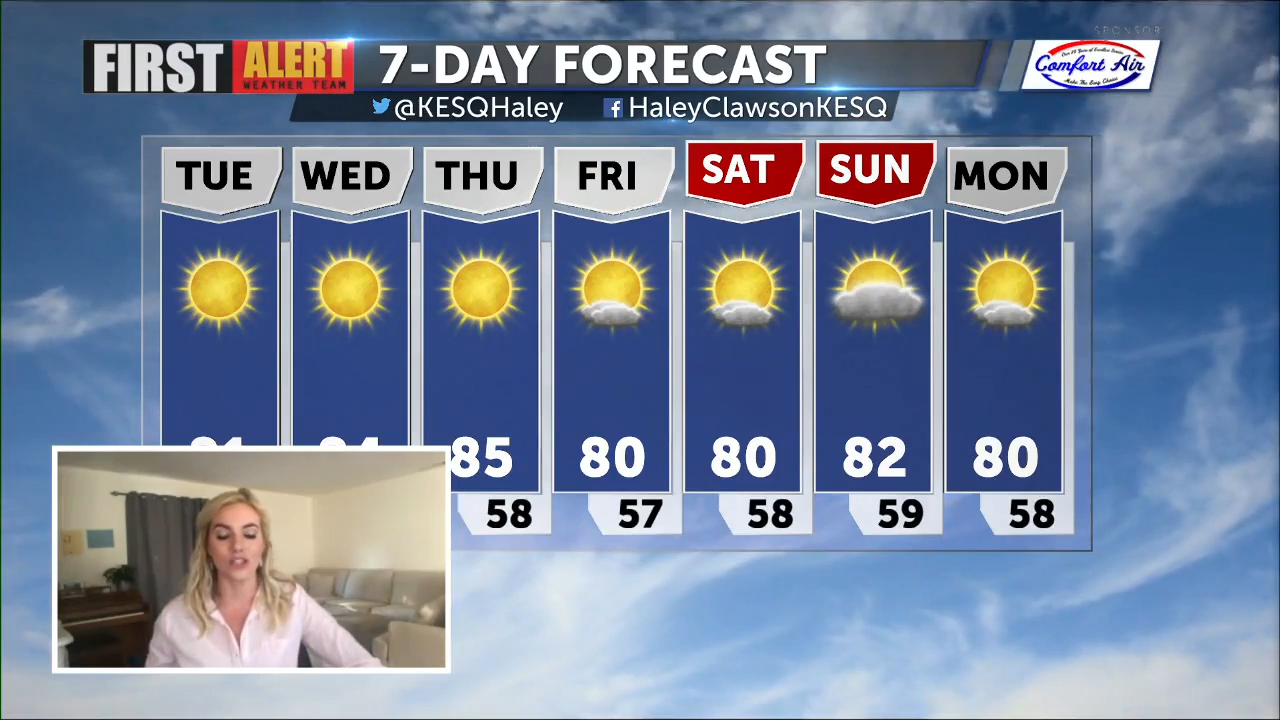 SPONSOR
FIRST ALERT
WEATHER TEAM
7-DAY FORECAST
Comfort Air
@KESQHaley HaleyClawsonKESQ
TUE WED THU FRI SAT SUN MON
85 80 80 82 80
58 57 58 59 58